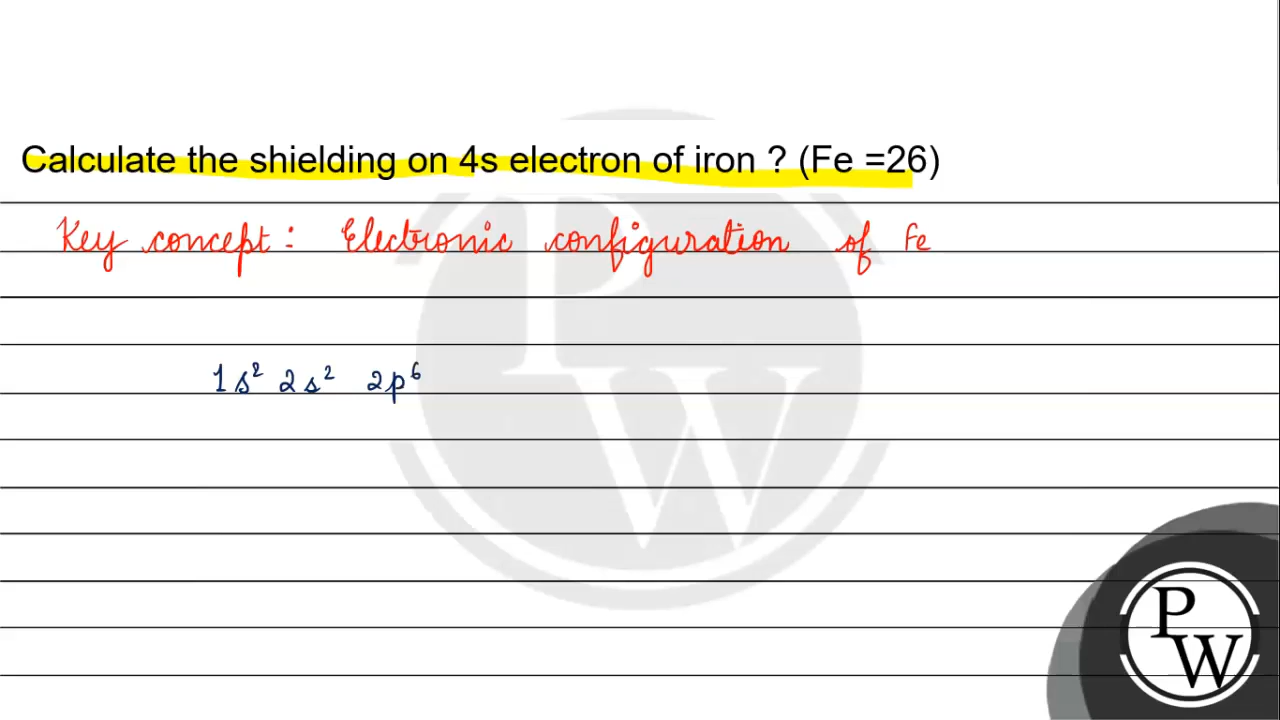 Calculate the shielding on 4s electron of iron ? (Fe =26)
Key concept: Electronic configuration of Fe
1s² 2s² 2p⁶
P
W
P
W